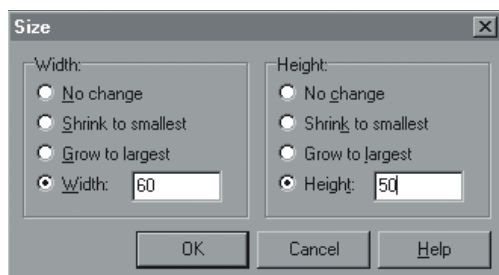 Size
Width:
No change
Shrink to smallest
Grow to largest
Width: 60
Height:
No change
Shrink to smallest
Grow to largest
Height: 50
OK Cancel Help